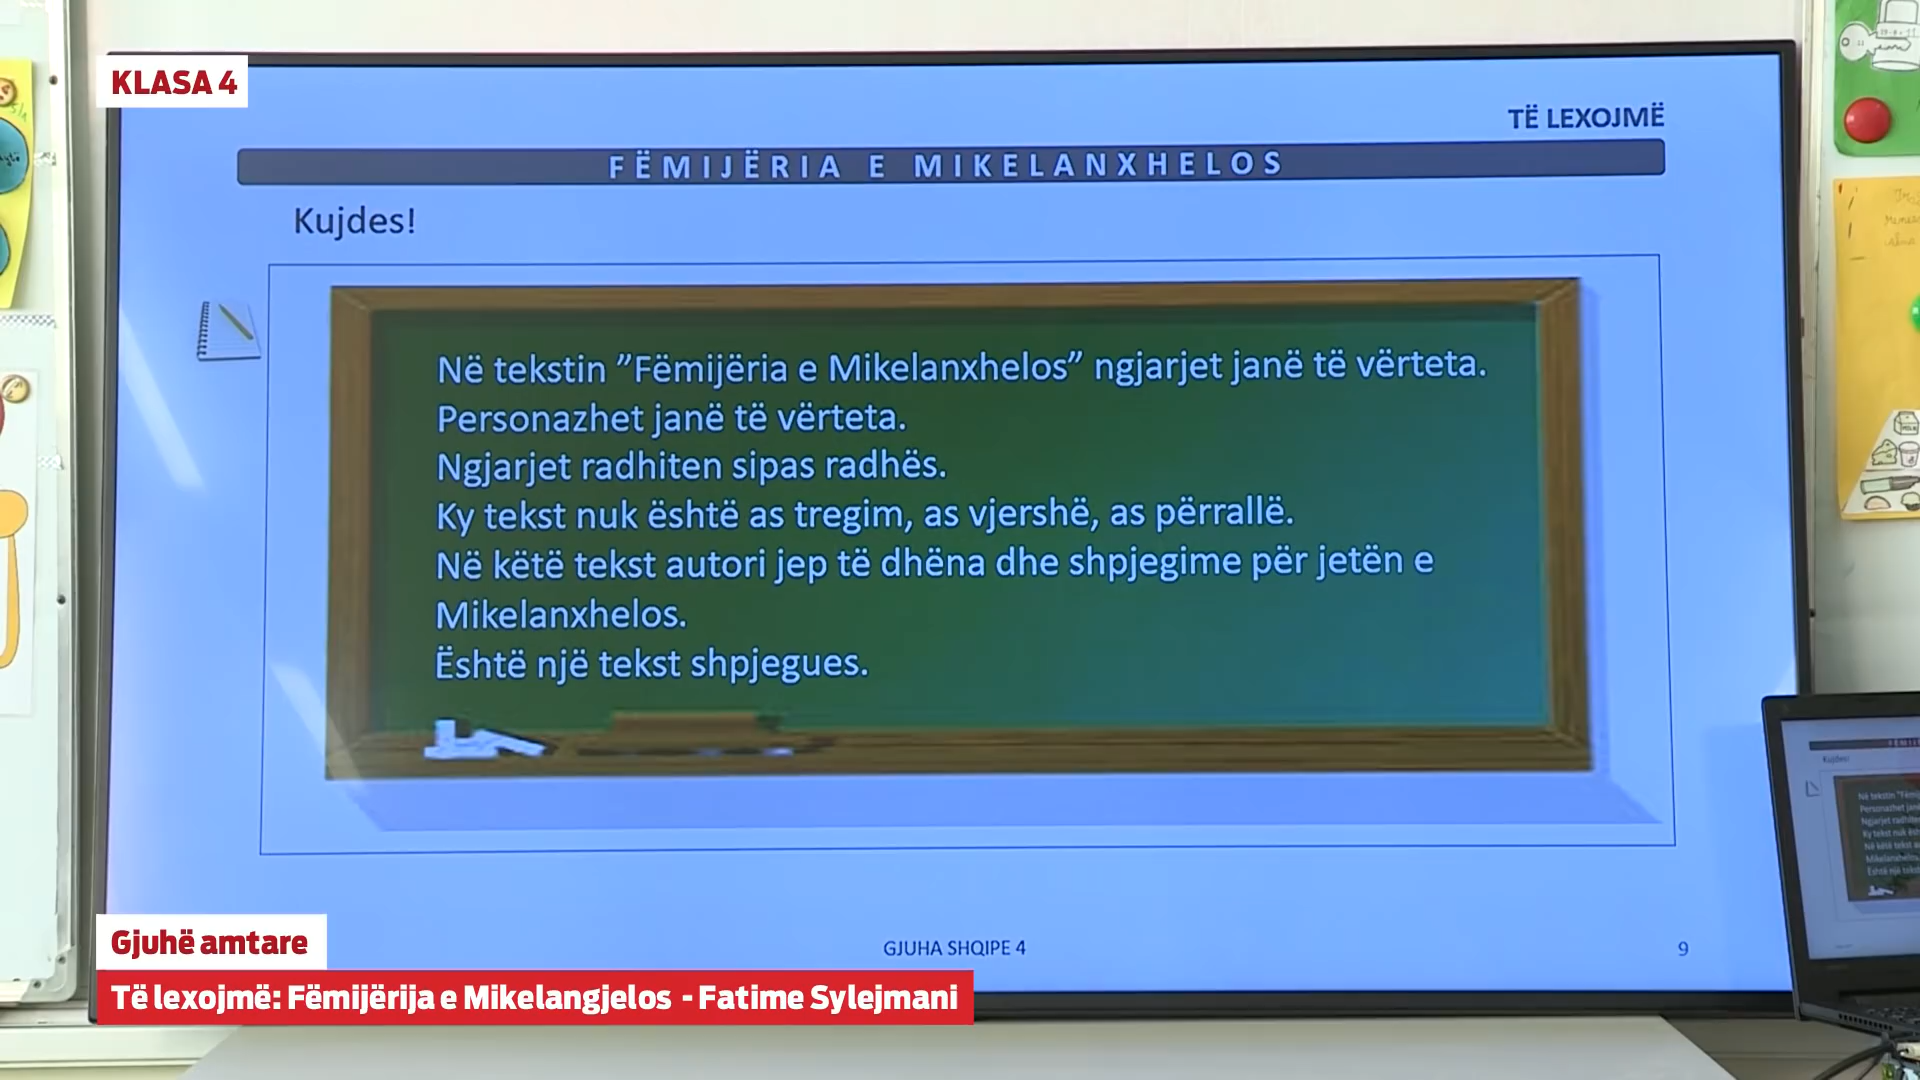 KLASA 4
TË LEXOJMË
FËMIJËRIA E MIKELANXHELOS
Kujdes!
Në tekstin ”Fëmijëria e Mikelanxhelos” ngjarjet janë të vërteta.
Personazhet janë të vërteta.
Ngjarjet radhiten sipas radhës.
Ky tekst nuk është as tregim, as vjershë, as përrallë.
Në këtë tekst autori jep të dhëna dhe shpjegime për jetën e
Mikelanxhelos.
Është një tekst shpjegues.
GJUHA SHQIPE 4
9
Kujdes!
Gjuhë amtare
Të lexojmë: Fëmijërija e Mikelangjelos - Fatime Sylejmani